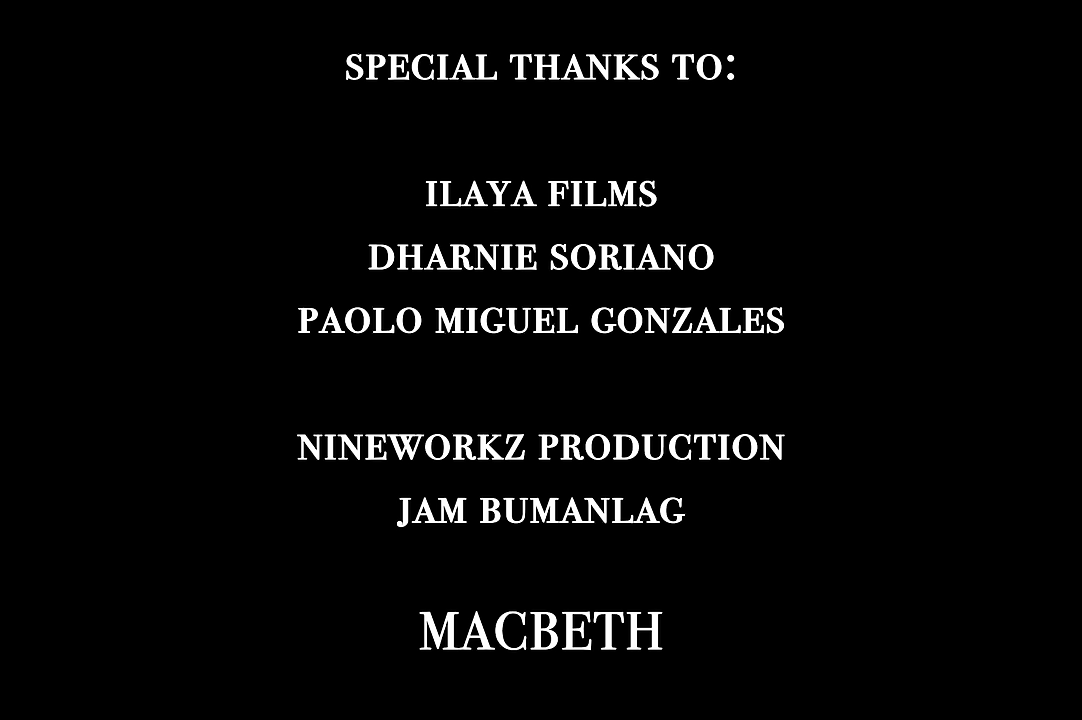 SPECIAL THANKS TO:
ILAYA FILMS
DHARNIE SORIANO
PAOLO MIGUEL GONZALES
NINEWORKZ PRODUCTION
JAM BUMANLAG
MACBETH